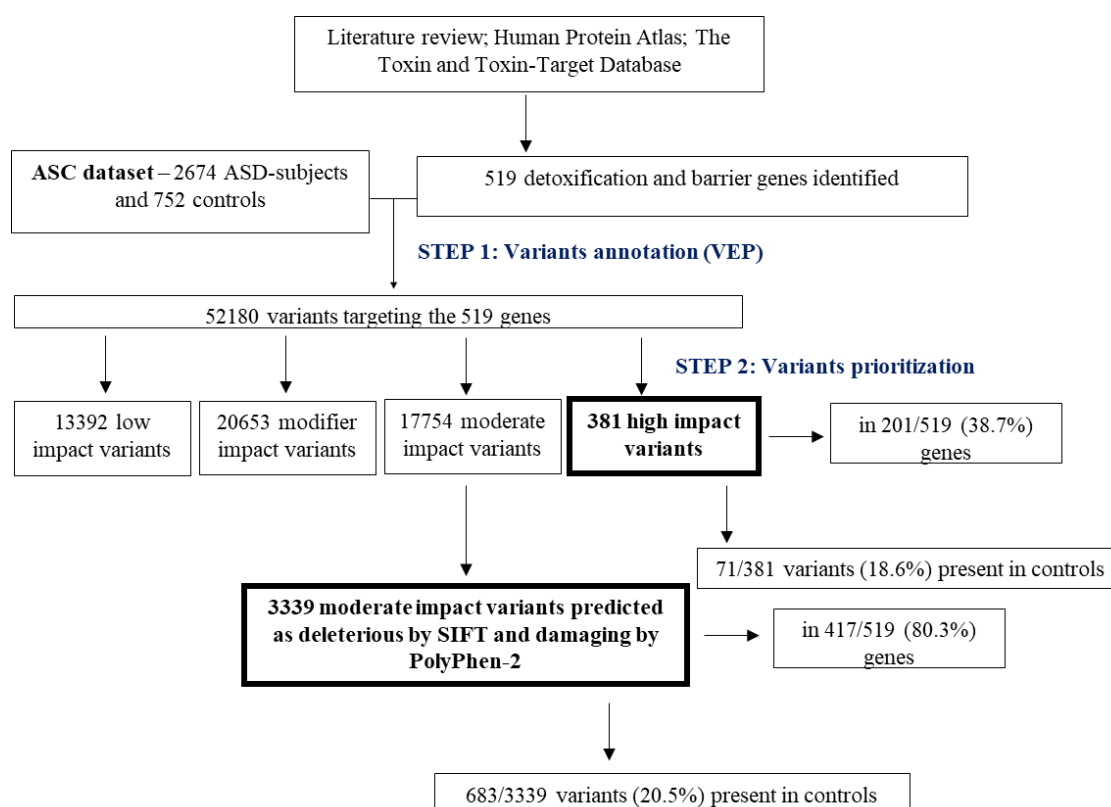 Literature review; Human Protein Atlas; The
Toxin and Toxin-Target Database
ASC dataset – 2674 ASD-subjects
and 752 controls
519 detoxification and barrier genes identified
STEP 1: Variants annotation (VEP)
52180 variants targeting the 519 genes
STEP 2: Variants prioritization
13392 low
impact variants
20653 modifier
impact variants
17754 moderate
impact variants
381 high impact
variants
in 201/519 (38.7%)
genes
71/381 variants (18.6%) present in controls
3339 moderate impact variants predicted
as deleterious by SIFT and damaging by
PolyPhen-2
in 417/519 (80.3%)
genes
683/3339 variants (20.5%) present in controls